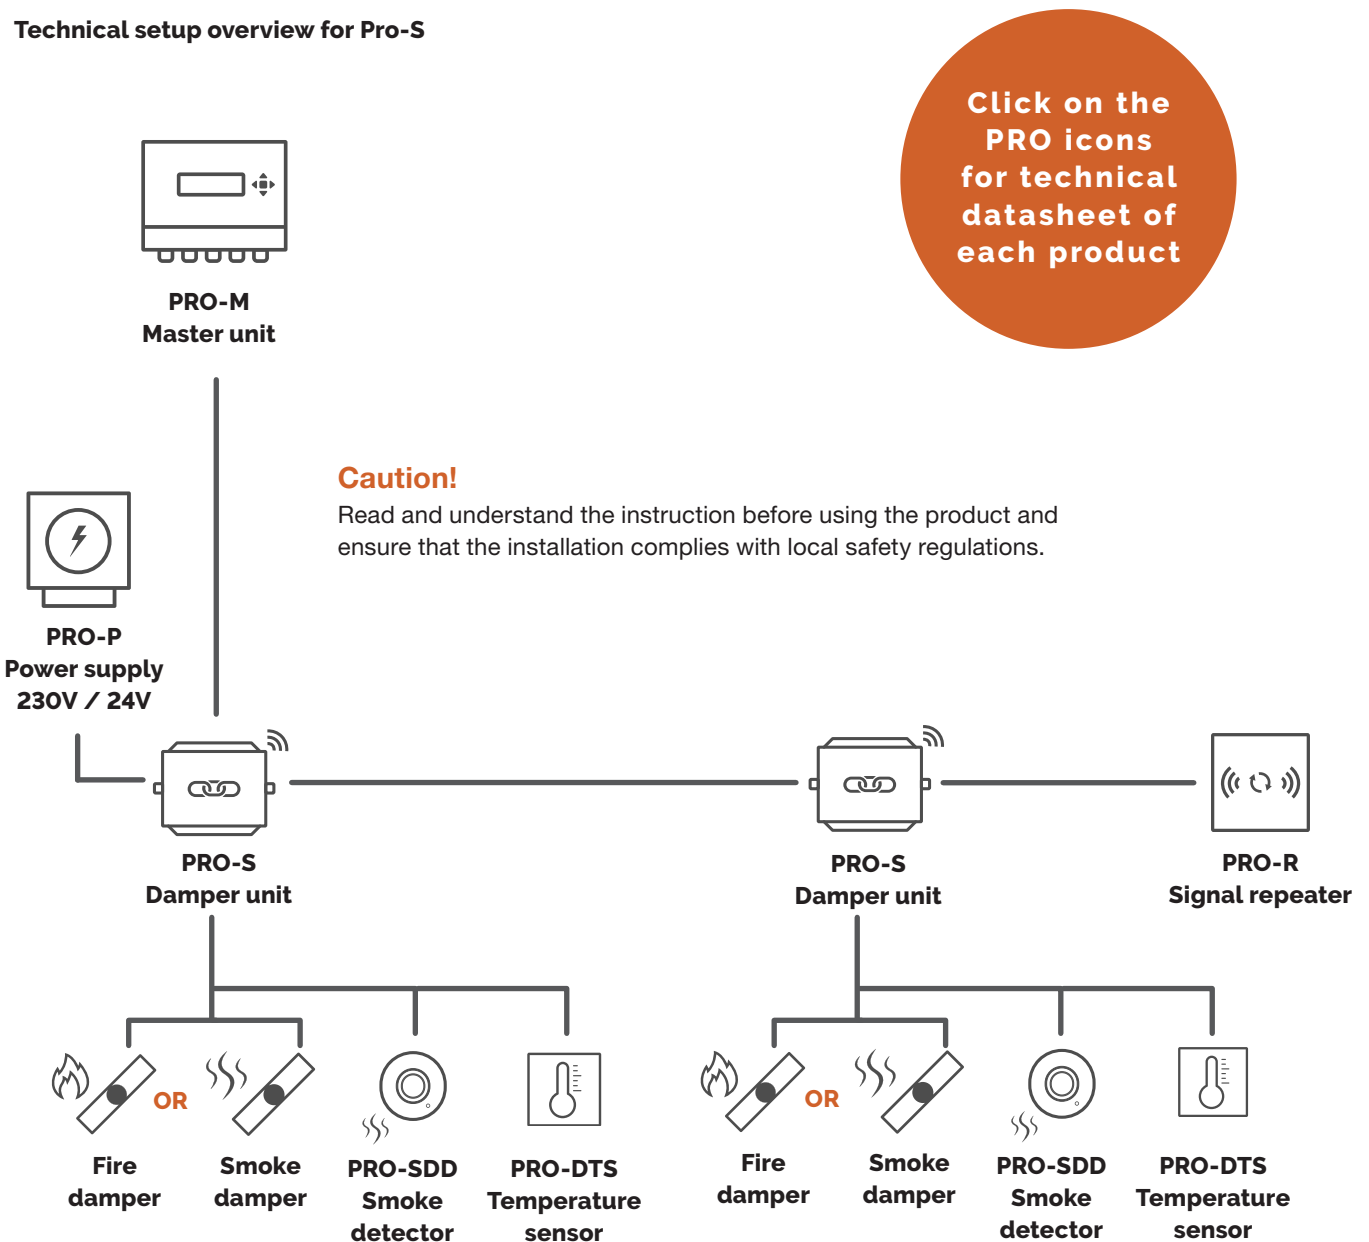 Technical setup overview for Pro-S
Click on the
PRO icons
for technical
datasheet of
each product
PRO-M
Master unit
Caution!
Read and understand the instruction before using the product and
ensure that the installation complies with local safety regulations.
PRO-P
Power supply
230V / 24V
PRO-S
Damper unit
PRO-S
Damper unit
PRO-R
Signal repeater
OR
Fire
damper
Smoke
damper
PRO-SDD
Smoke
detector
PRO-DTS
Temperature
sensor
OR
Fire
damper
Smoke
damper
PRO-SDD
Smoke
detector
PRO-DTS
Temperature
sensor